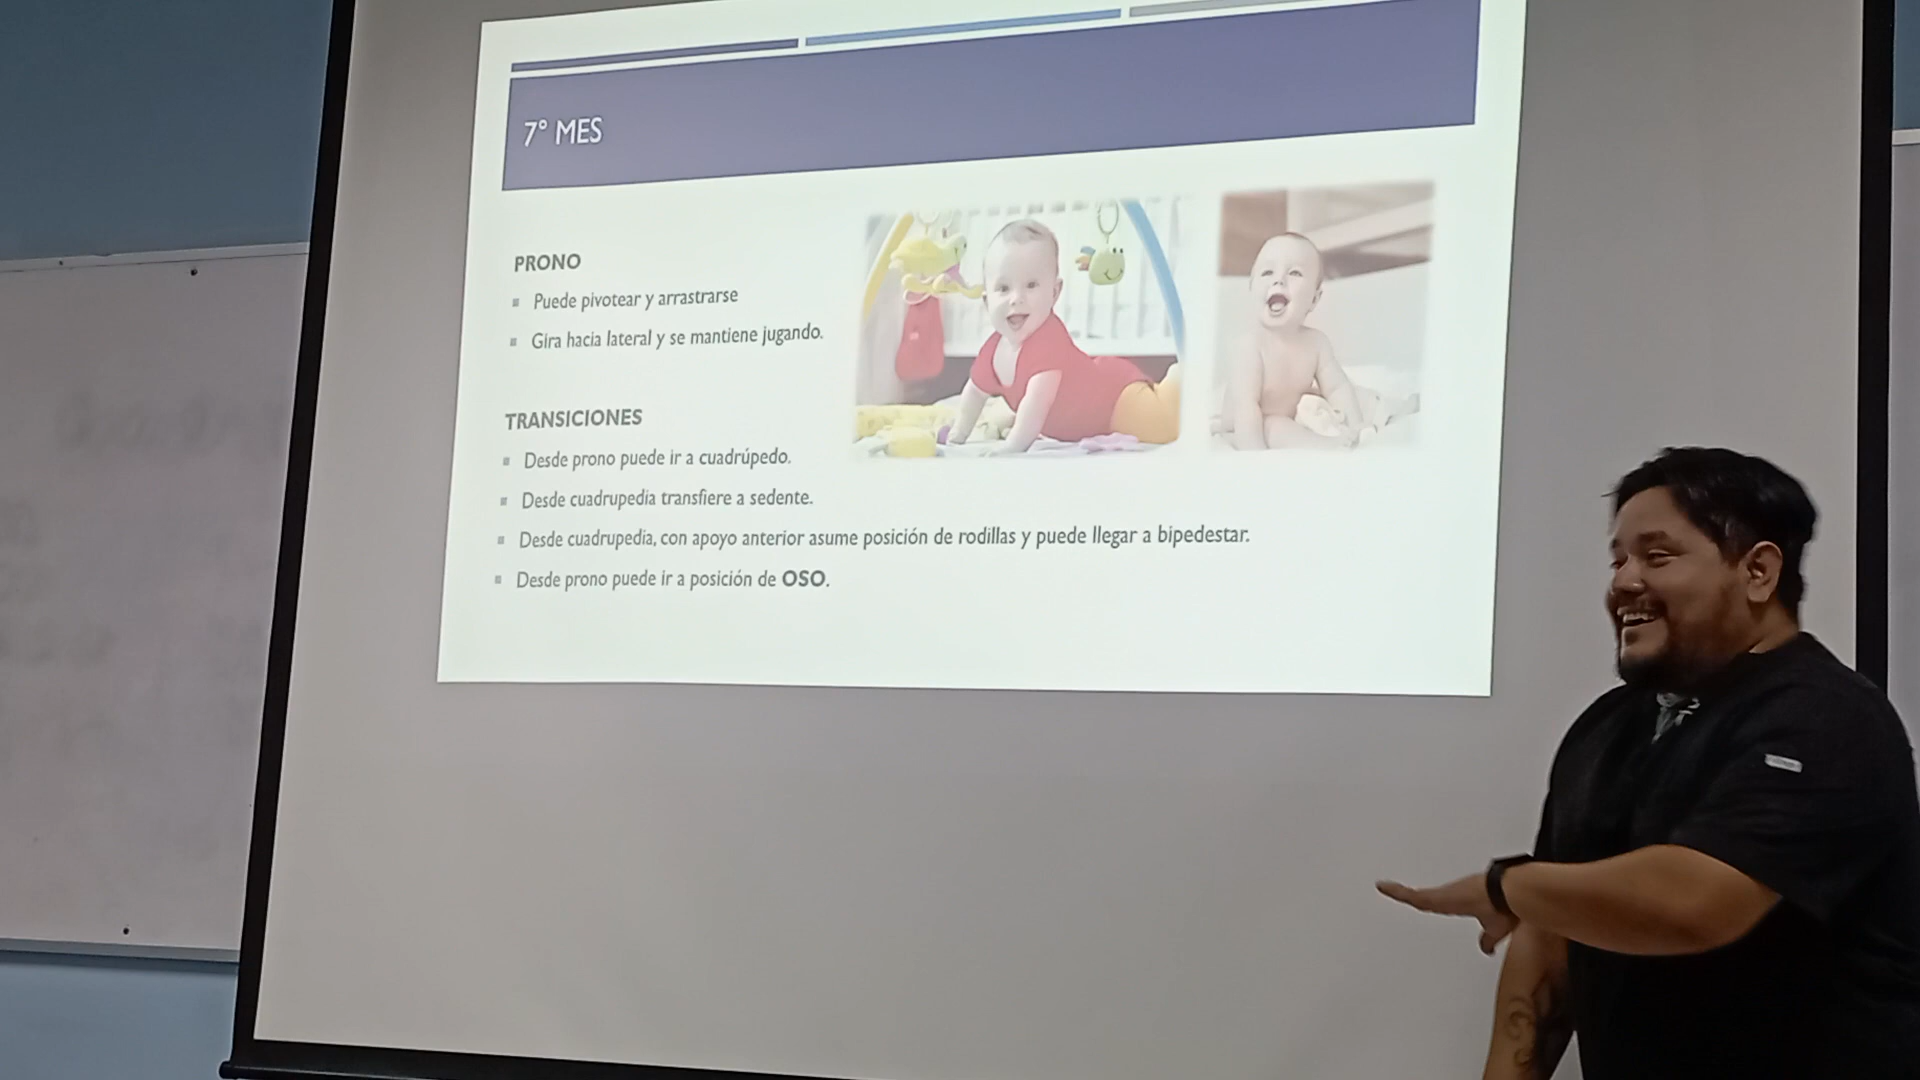 7° MES
PRONO
Puede pivotear y arrastrarse
Gira hacia lateral y se mantiene jugando.
TRANSICIONES
Desde prono puede ir a cuadrúpedo.
Desde cuadrupedia transfiere a sedente.
Desde cuadrupedia, con apoyo anterior asume posición de rodillas y puede llegar a bipedestar.
Desde prono puede ir a posición de OSO.